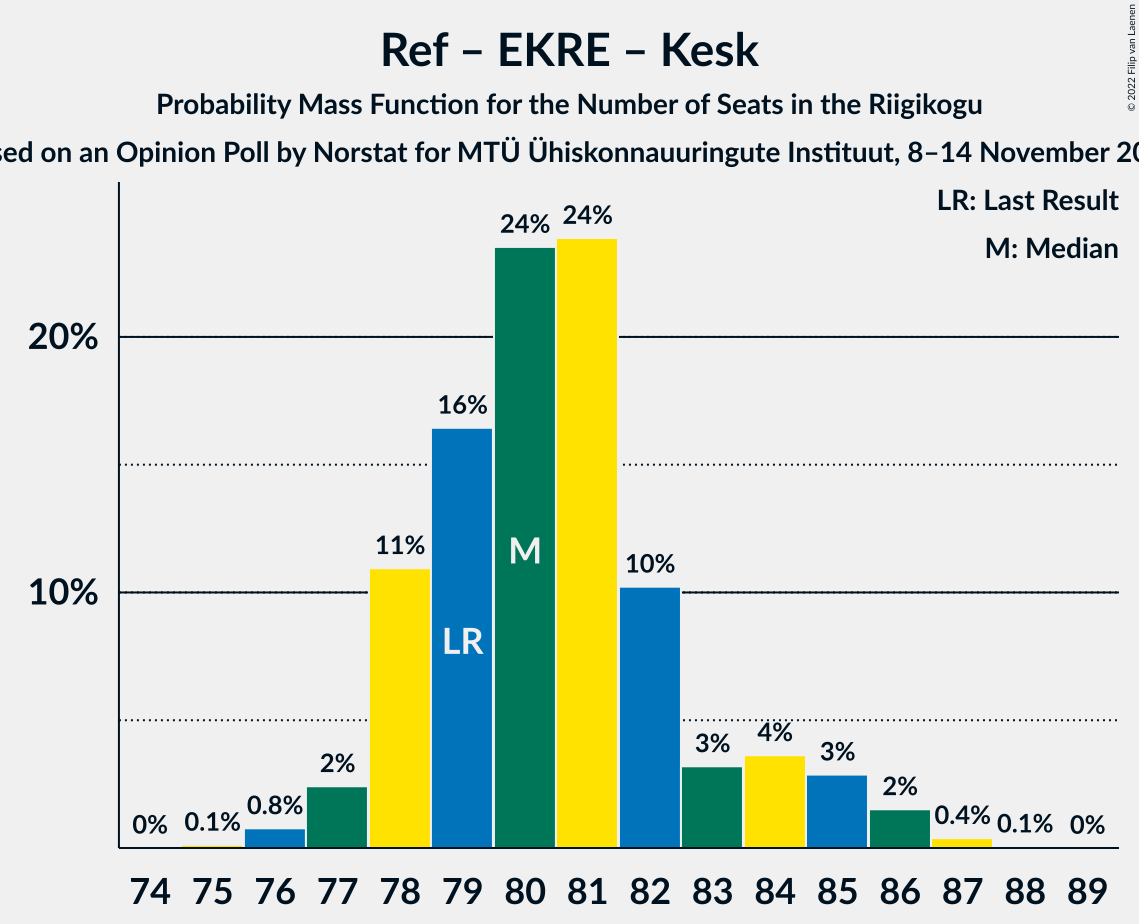 Ref – EKRE – Kesk
Probability Mass Function for the Number of Seats in the Riigikogu
sed on an Opinion Poll by Norstat for MTÜ Ühiskonnauuringute Instituut, 8–14 November 20
© 2022 Filip van Laenen
LR: Last Result
M: Median
24% 24%
20%
16%
11%
M
10%
10%
LR
3% 4% 3%
2% 2%
0% 0.1% 0.8% 0.4% 0.1% 0%
74 75 76 77 78 79 80 81 82 83 84 85 86 87 88 89